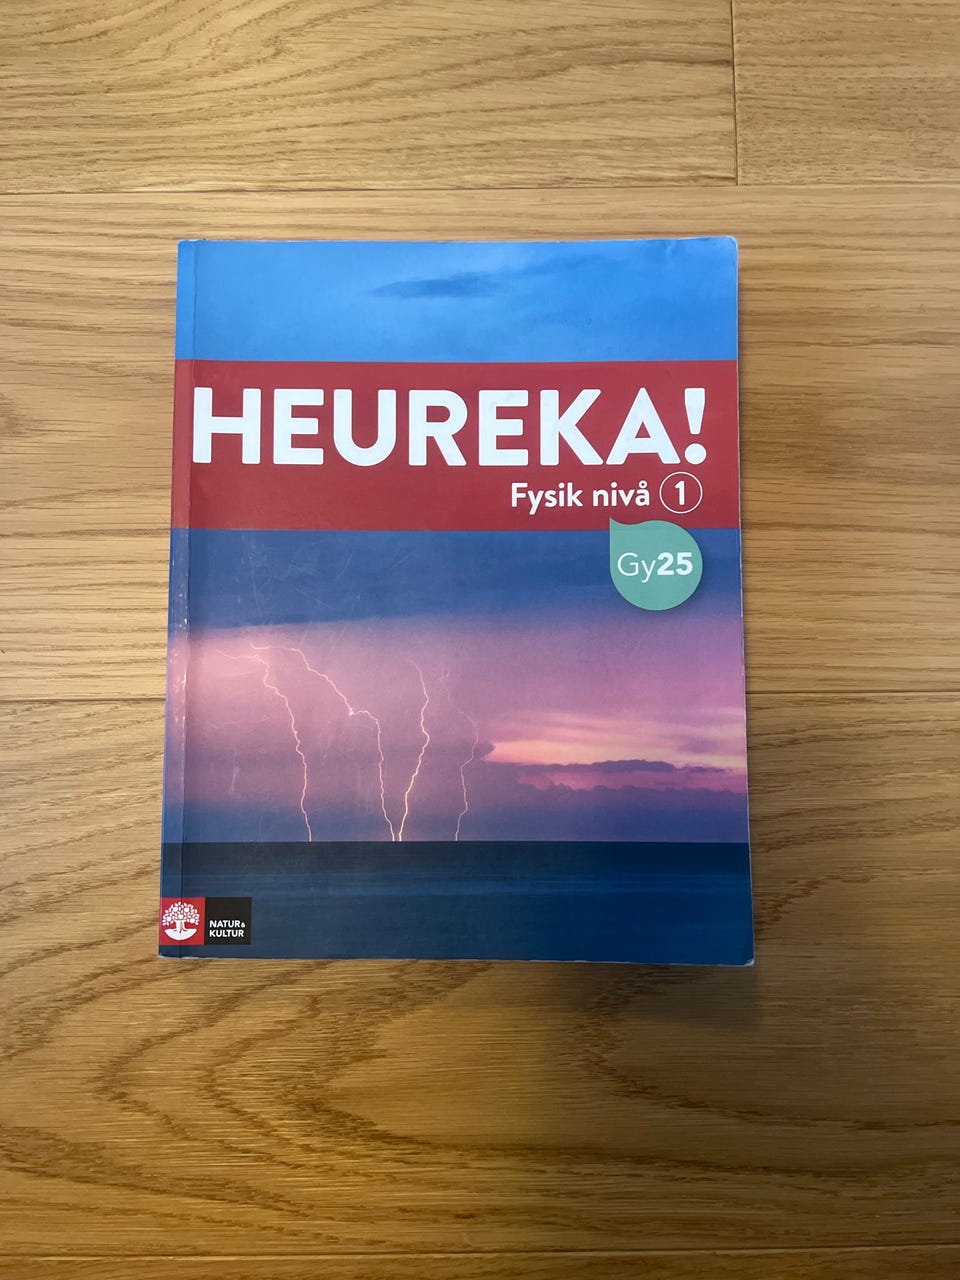 HEUREKA!
Fysik nivå 1
Gy25
NATUR &
KULTUR